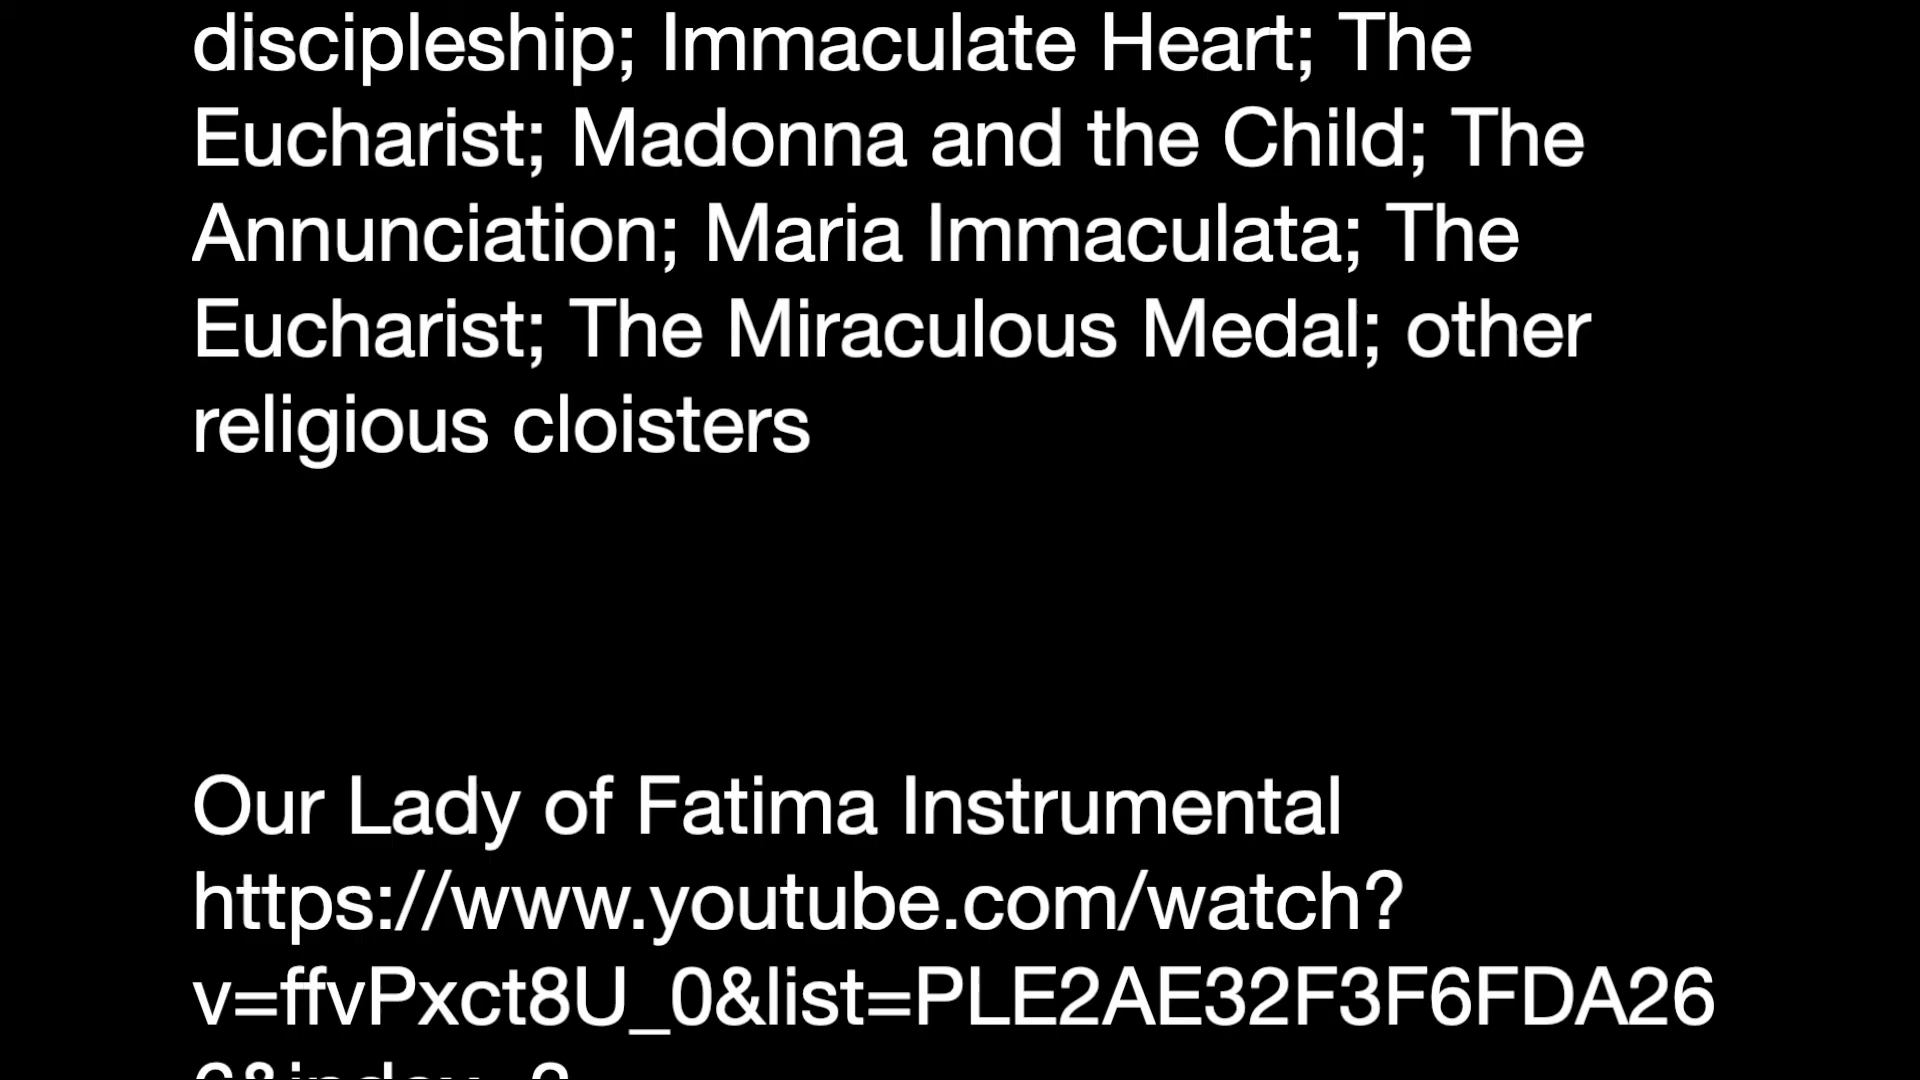 discipleship; Immaculate Heart; The
Eucharist; Madonna and the Child; The
Annunciation; Maria Immaculata; The
Eucharist; The Miraculous Medal; other
religious cloisters
Our Lady of Fatima Instrumental
https://www.youtube.com/watch?
v=ffvPxct8U_0&list=PLE2AE32F3F6FDA26